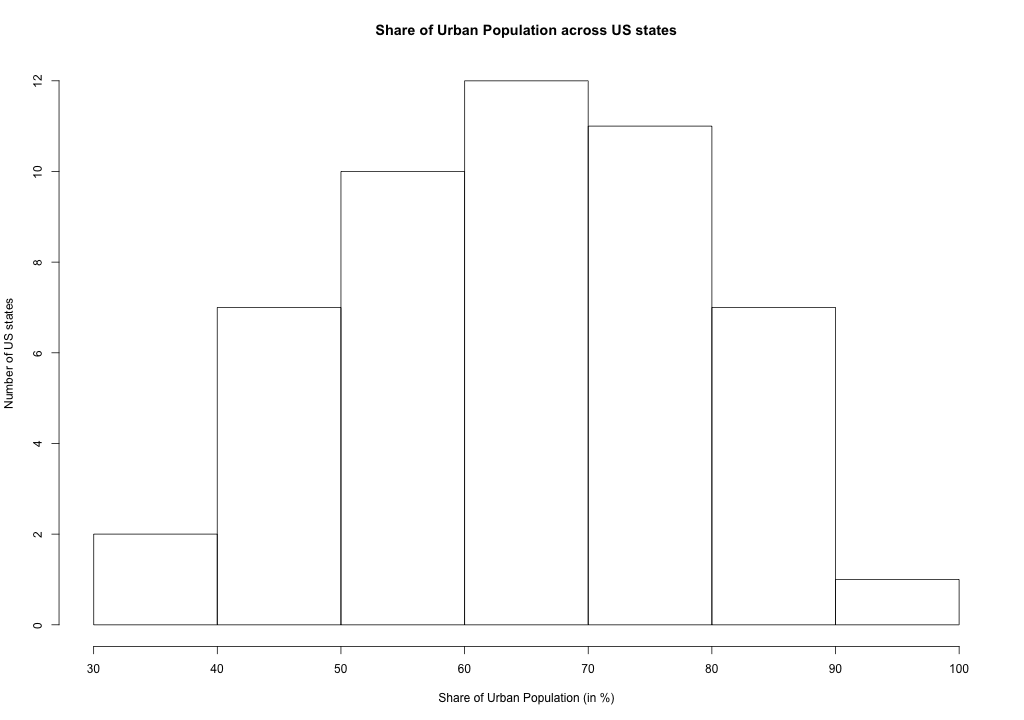 Share of Urban Population across US states
Number of US states
12
10
8
6
4
2
0
30 40 50 60 70 80 90 100
Share of Urban Population (in %)